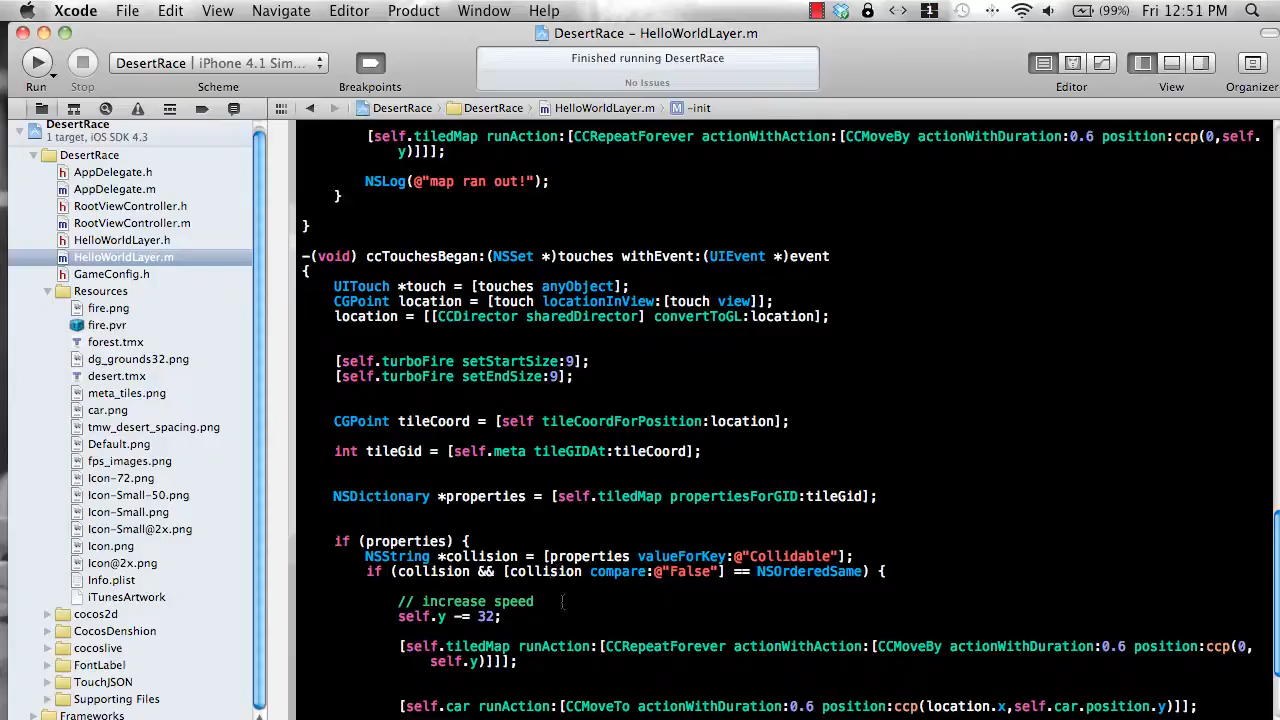 Xcode File Edit View Navigate Editor Product Window Help 1 (99%) Fri 12:51 PM
DesertRace - HelloWorldLayer.m
DesertRace | iPhone 4.1 Sim...
Finished running DesertRace
No Issues
Run Stop Scheme Breakpoints Editor View Organizer
DesertRace DesertRace HelloWorldLayer.m M -init
DesertRace
1 target, iOS SDK 4.3
DesertRace
h AppDelegate.h
m AppDelegate.m
h RootViewController.h
m RootViewController.m
h HelloWorldLayer.h
m HelloWorldLayer.m
h GameConfig.h
Resources
fire.png
fire.pvr
forest.tmx
dg_grounds32.png
desert.tmx
meta_tiles.png
car.png
tmw_desert_spacing.png
Default.png
fps_images.png
Icon-72.png
Icon-Small-50.png
Icon-Small.png
Icon-Small@2x.png
Icon.png
Icon@2x.png
Info.plist
iTunesArtwork
cocos2d
CocosDenshion
cocoslive
FontLabel
TouchJSON
Supporting Files
Frameworks
[self.tiledMap runAction:[CCRepeatForever actionWithAction:[CCMoveBy actionWithDuration:0.6 position:ccp(0,self.
y)]]];
NSLog(@"map ran out!");
}
}
-(void) ccTouchesBegan:(NSSet *)touches withEvent:(UIEvent *)event
{
UITouch *touch = [touches anyObject];
CGPoint location = [touch locationInView:[touch view]];
location = [[CCDirector sharedDirector] convertToGL:location];
[self.turboFire setStartSize:9];
[self.turboFire setEndSize:9];
CGPoint tileCoord = [self tileCoordForPosition:location];
int tileGid = [self.meta tileGIDAt:tileCoord];
NSDictionary *properties = [self.tiledMap propertiesForGID:tileGid];
if (properties) {
NSString *collision = [properties valueForKey:@"Collidable"];
if (collision && [collision compare:@"False"] == NSOrderedSame) {
// increase speed
self.y -= 32;
[self.tiledMap runAction:[CCRepeatForever actionWithAction:[CCMoveBy actionWithDuration:0.6 position:ccp(0,
self.y)]]];
[self.car runAction:[CCMoveTo actionWithDuration:0.6 position:ccp(location.x,self.car.position.y)]];